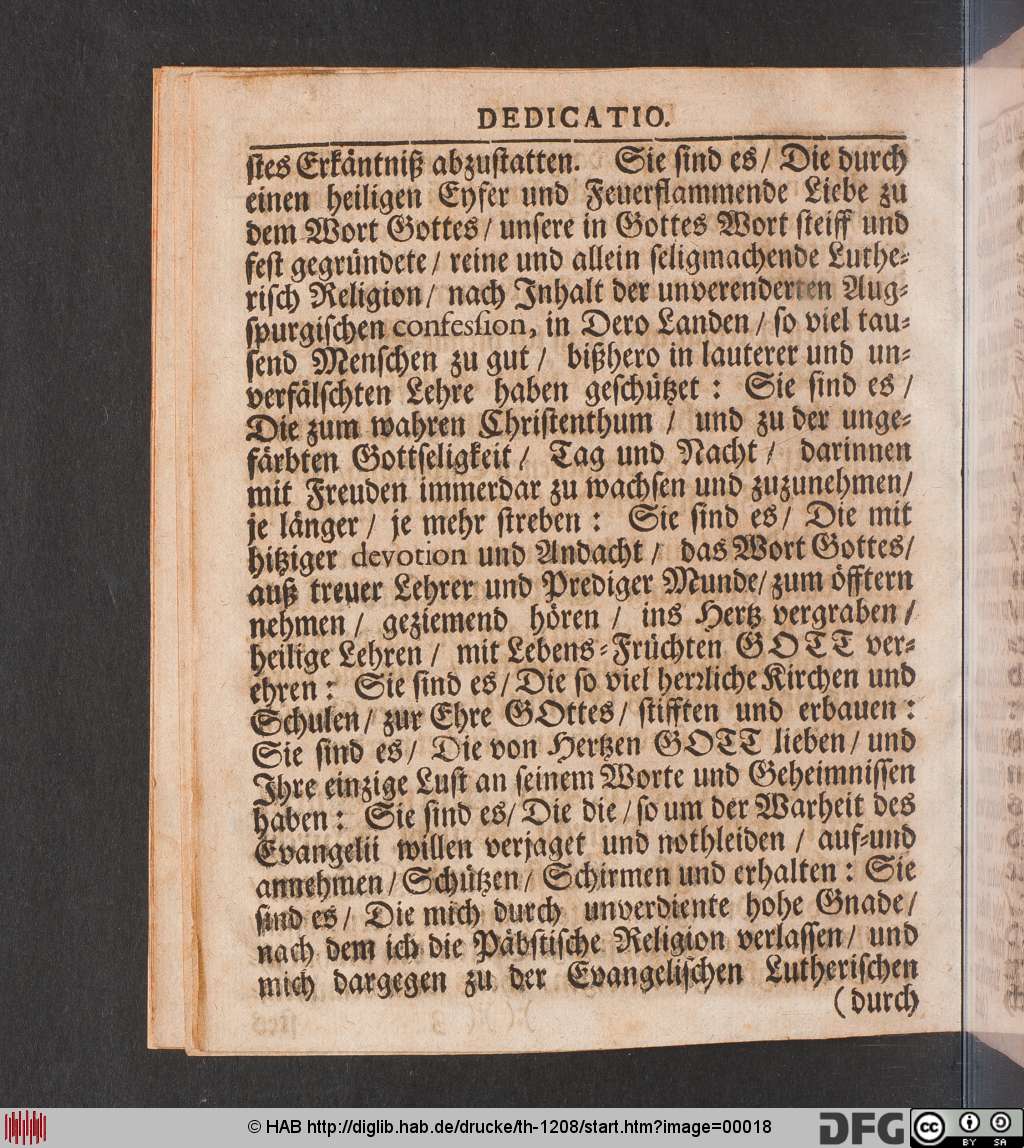 DEDICATIO.
stes Erkäntniß abzustatten. Sie sind es / Die durch
einen heiligen Eyfer und Feuerflammende Liebe zu
dem Wort Gottes / unsere in Gottes Wort steiff und
fest gegründete / reine und allein seligmachende Luthe-
risch Religion / nach Inhalt der unverenderten Aug-
spurgischen confession, in Dero Landen / so viel tau-
send Menschen zu gut / bißhero in lauterer und un-
verfälschten Lehre haben geschützet : Sie sind es /
Die zum wahren Christenthum / und zu der unge-
färbten Gottseligkeit / Tag und Nacht / darinnen
mit Freuden immerdar zu wachsen und zuzunehmen /
je länger / je mehr streben : Sie sind es / Die mit
hitziger devotion und Andacht / das Wort Gottes /
auß treuer Lehrer und Prediger Munde / zum öfftern
nehmen / geziemend hören / ins Hertz vergraben /
heilige Lehren / mit Lebens-Früchten GOTT ver-
ehren : Sie sind es / Die so viel herrliche Kirchen und
Schulen / zur Ehre GOttes / stifften und erbauen :
Sie sind es / Die von Hertzen GOTT lieben / und
Ihre einzige Lust an seinem Worte und Geheimnissen
haben : Sie sind es / Die die / so um der Warheit des
Evangelii willen verjaget und nothleiden / auf-und
annehmen / Schützen / Schirmen und erhalten : Sie
sind es / Die mich durch unverdiente hohe Gnade /
nach dem ich die Päbstische Religion verlassen / und
mich dargegen zu der Evangelischen Lutherischen
(durch
© HAB http://diglib.hab.de/drucke/th-1208/start.htm?image=00018
DFG
cc
BY SA